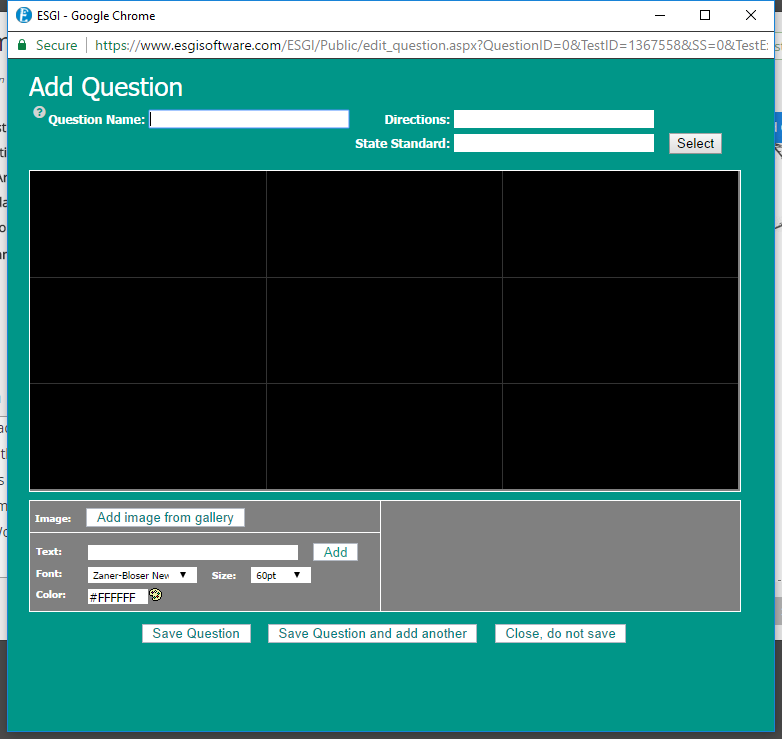 ESGI - Google Chrome
Secure https://www.esgisoftware.com/ESGI/Public/edit_question.aspx?QuestionID=0&TestID=1367558&SS=0&TestEx
Add Question
? Question Name: Directions:
State Standard: Select
Image: Add image from gallery
Text: Add
Font: Zaner-Bloser New Size: 60pt
Color: #FFFFFF
Save Question Save Question and add another Close, do not save